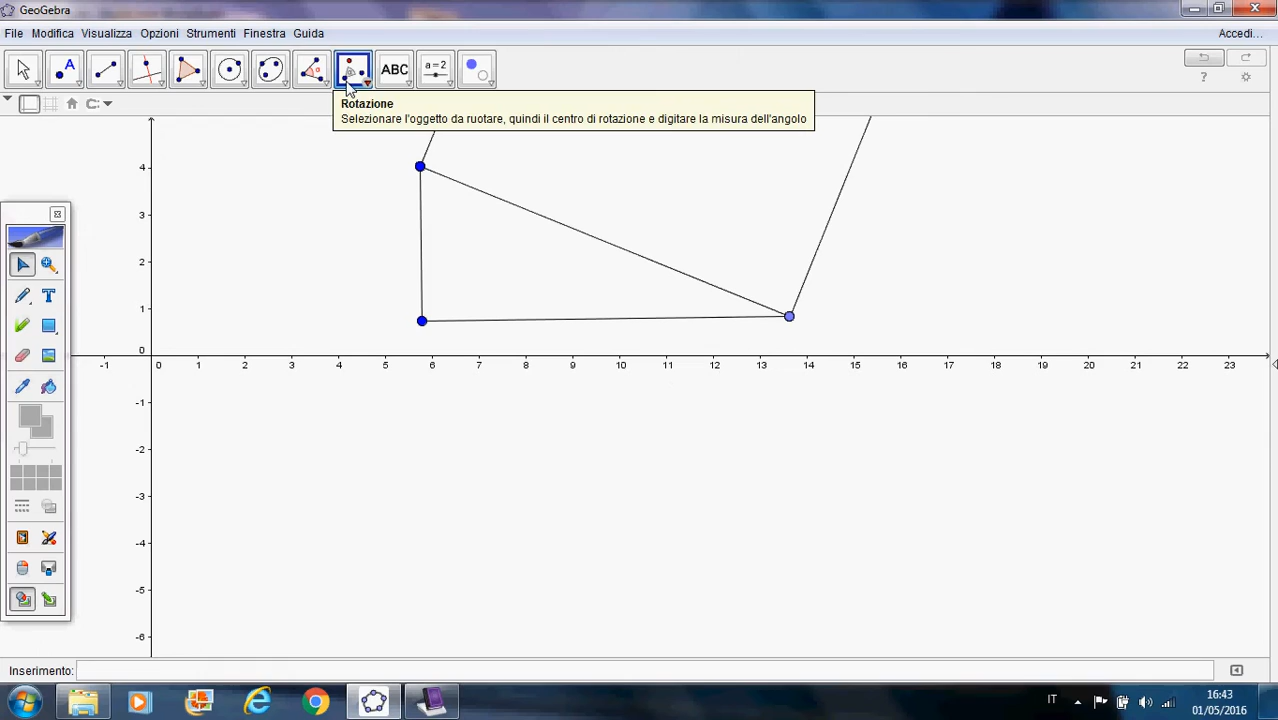 GeoGebra
File Modifica Visualizza Opzioni Strumenti Finestra Guida Accedi...
A ABC a = 2
?
Rotazione
Selezionare l'oggetto da ruotare, quindi il centro di rotazione e digitare la misura dell'angolo
4
3
2
1
0
-1 0 1 2 3 4 5 6 7 8 9 10 11 12 13 14 15 16 17 18 19 20 21 22 23
-1
-2
-3
-4
-5
-6
T
Inserimento:
IT 16:43
01/05/2016